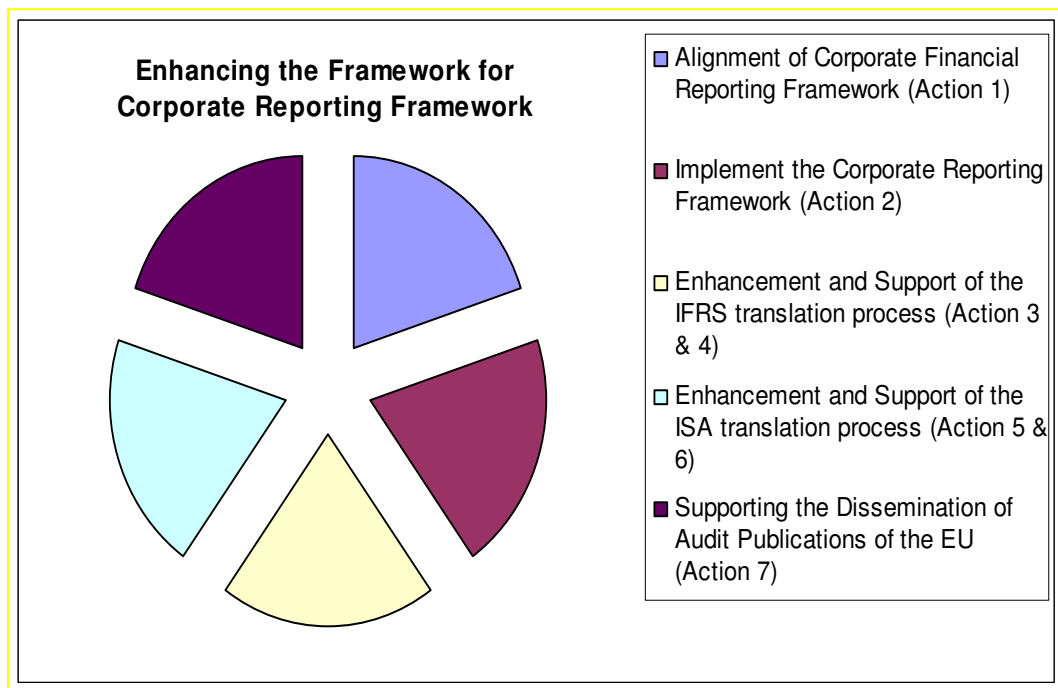 Enhancing the Framework for
Corporate Reporting Framework
Alignment of Corporate Financial
Reporting Framework (Action 1)
Implement the Corporate Reporting
Framework (Action 2)
Enhancement and Support of the
IFRS translation process (Action 3
& 4)
Enhancement and Support of the
ISA translation process (Action 5 &
6)
Supporting the Dissemination of
Audit Publications of the EU
(Action 7)